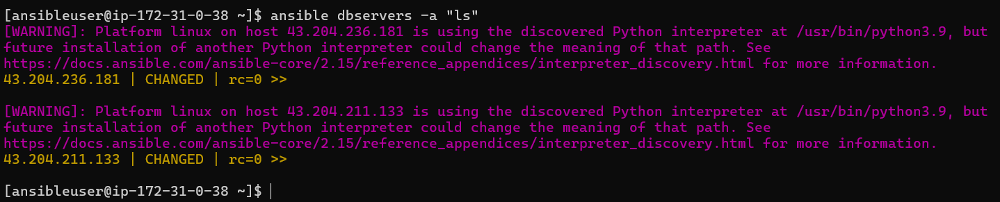 [ansibleuser@ip-172-31-0-38 ~]$ ansible dbservers -a "ls"
[WARNING]: Platform linux on host 43.204.236.181 is using the discovered Python interpreter at /usr/bin/python3.9, but
future installation of another Python interpreter could change the meaning of that path. See
https://docs.ansible.com/ansible-core/2.15/reference_appendices/interpreter_discovery.html for more information.
43.204.236.181 | CHANGED | rc=0 >>
[WARNING]: Platform linux on host 43.204.211.133 is using the discovered Python interpreter at /usr/bin/python3.9, but
future installation of another Python interpreter could change the meaning of that path. See
https://docs.ansible.com/ansible-core/2.15/reference_appendices/interpreter_discovery.html for more information.
43.204.211.133 | CHANGED | rc=0 >>
[ansibleuser@ip-172-31-0-38 ~]$